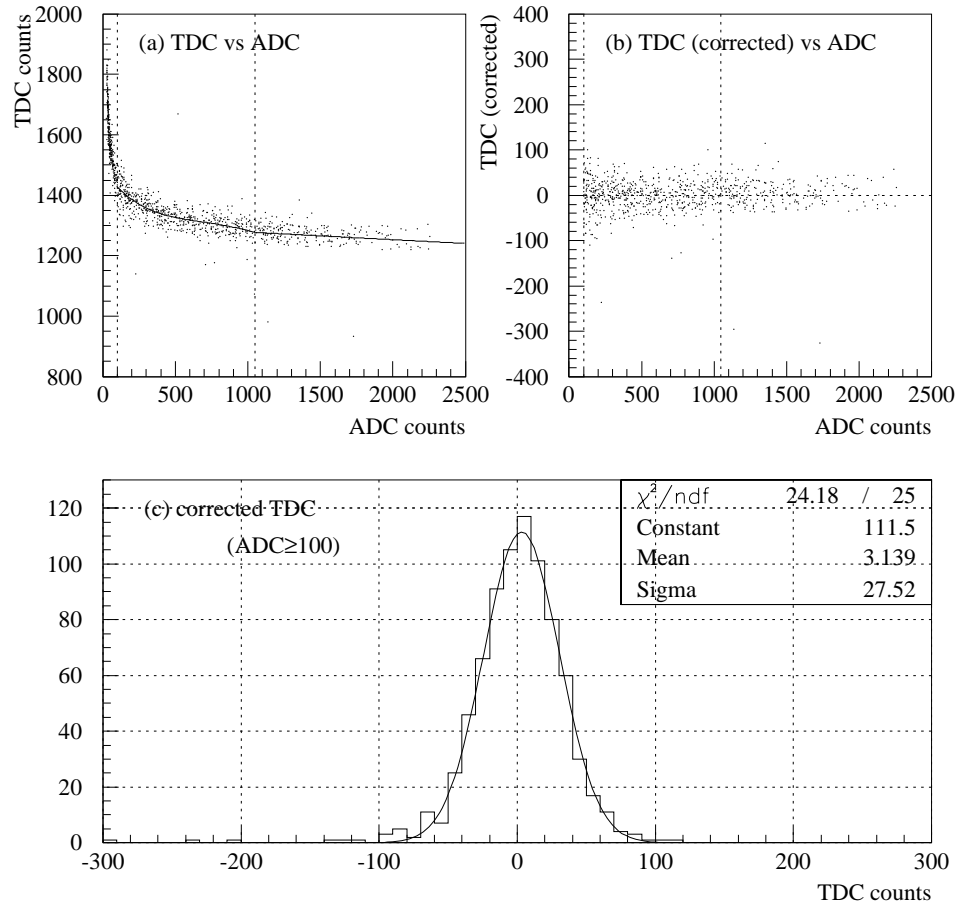 (a) TDC vs ADC
TDC counts
2000
1800
1600
1400
1200
1000
800
0 500 1000 1500 2000 2500
ADC counts
(b) TDC (corrected) vs ADC
TDC (corrected)
400
300
200
100
0
-100
-200
-300
-400
0 500 1000 1500 2000 2500
ADC counts
(c) corrected TDC
(ADC≥100)
χ²/ndf 24.18 / 25
Constant 111.5
Mean 3.139
Sigma 27.52
120
100
80
60
40
20
0
-300 -200 -100 0 100 200 300
TDC counts